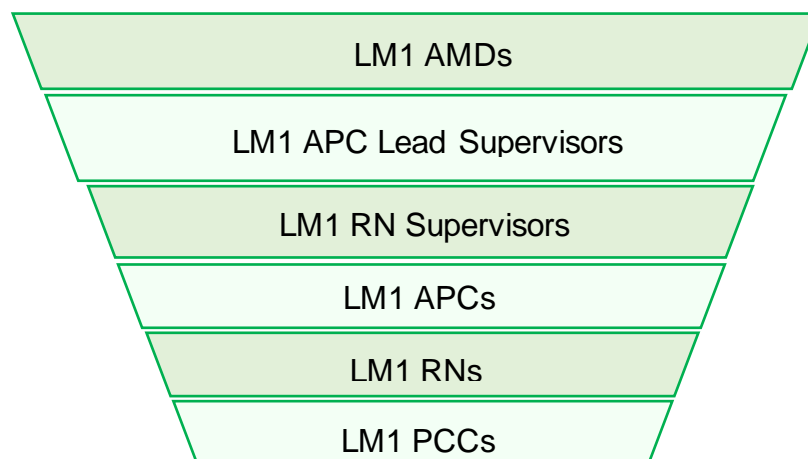 LM1 AMDs
LM1 APC Lead Supervisors
LM1 RN Supervisors
LM1 APCs
LM1 RNs
LM1 PCCs